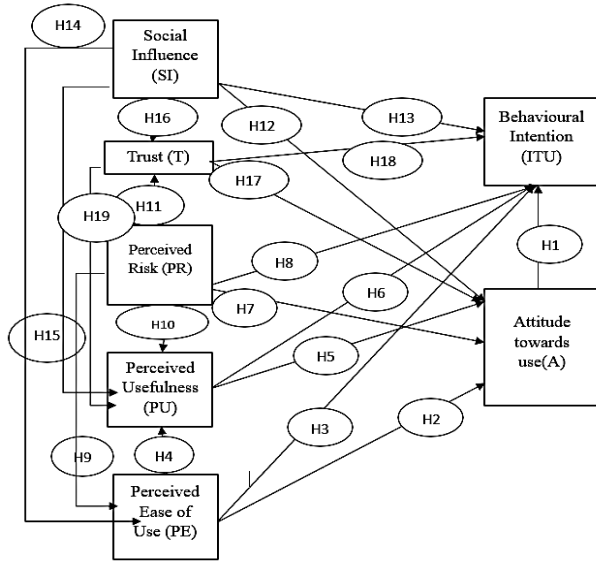 H14
Social
Influence
(SI)
H16
H12
H13
Behavioural
Intention
(ITU)
Trust (T)
H18
H17
H19
H11
Perceived
Risk (PR)
H8
H1
H7
H6
H10
H15
Attitude
towards
use(A)
Perceived
Usefulness
(PU)
H5
H3
H2
H9
H4
Perceived
Ease of
Use (PE)